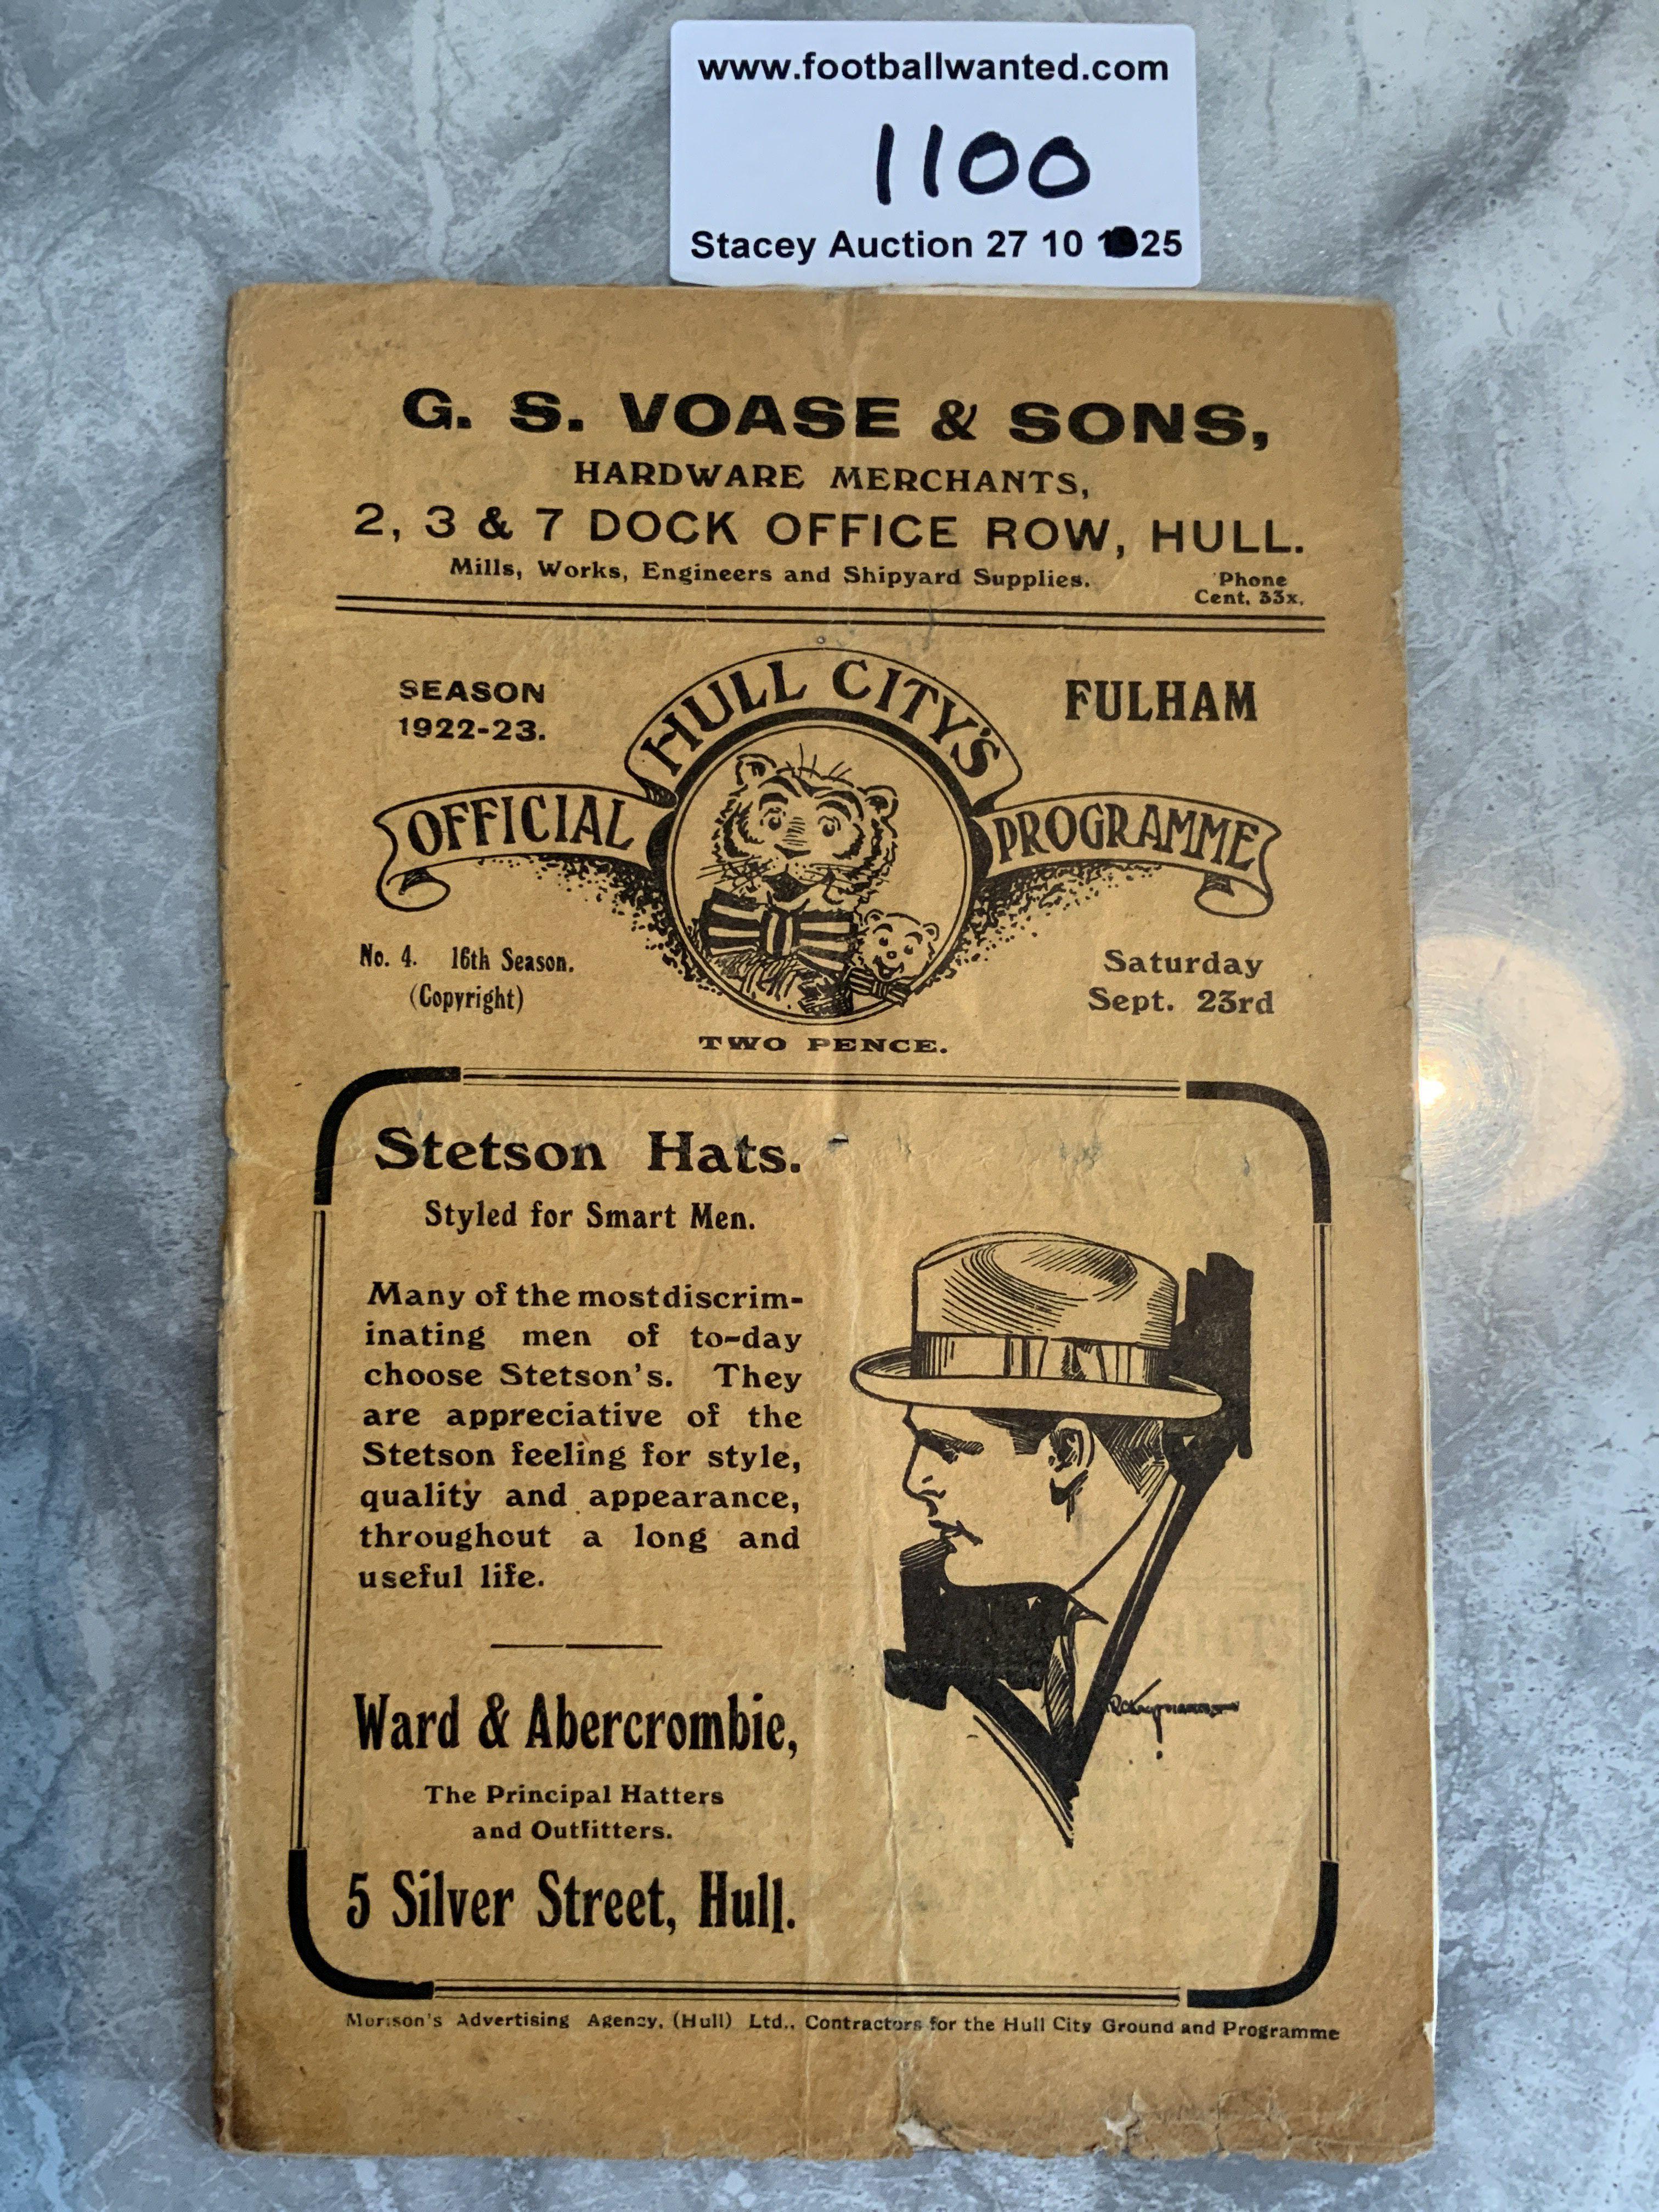 www.footballwanted.com
1100
Stacey Auction 27 10 25
G. S. VOASE & SONS,
HARDWARE MERCHANTS,
2, 3 & 7 DOCK OFFICE ROW, HULL.
Mills, Works, Engineers and Shipyard Supplies.
'Phone
Cent. 33x.
SEASON
1922-23.
FULHAM
HULL CITY'S
OFFICIAL
PROGRAMME
No. 4. 16th Season.
(Copyright)
Saturday
Sept. 23rd
TWO PENCE.
Stetson Hats.
Styled for Smart Men.
Many of the most discrim-
inating men of to-day
choose Stetson's. They
are appreciative of the
Stetson feeling for style,
quality and appearance,
throughout a long and
useful life.
Ward & Abercrombie,
The Principal Hatters
and Outfitters.
5 Silver Street, Hull.
Morison's Advertising Agency, (Hull) Ltd., Contractors for the Hull City Ground and Programme